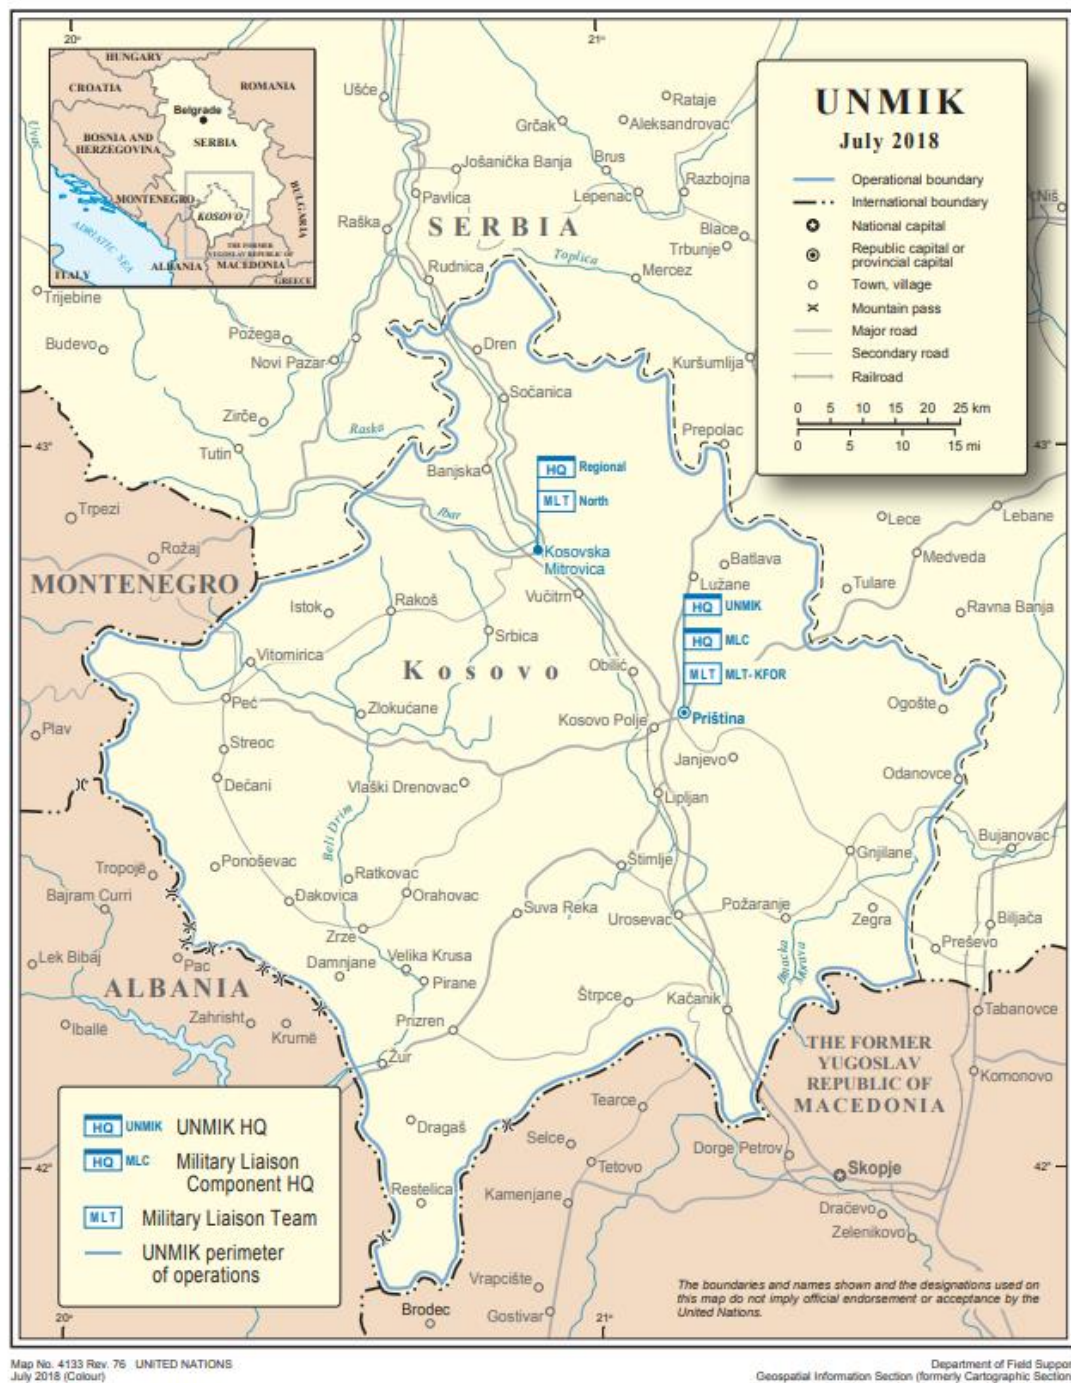 20°
21°
HUNGARY
CROATIA
ROMANIA
Belgrade
BOSNIA AND
HERZEGOVINA
SERBIA
MONTENEGRO
KOSOVO
BULGARIA
ADRIATIC SEA
THE FORMER
YUGOSLAV REPUBLIC OF
MACEDONIA
ALBANIA
ITALY
GREECE
UNMIK
July 2018
Operational boundary
International boundary
National capital
Republic capital or
provincial capital
Town, village
Mountain pass
Major road
Secondary road
Railroad
0 5 10 15 20 25 km
0 5 10 15 mi
Uvac
Ušće
Rataje
Grčak
Aleksandrovac
Jošanička Banja
Brus
Pavlica
Lepenac
Razbojna
Niš
Raška
SERBIA
Blace
Trbunje
Toplica
Rudnica
Mercez
Trijebine
Požega
Budevo
Novi Pazar
Dren
Kuršumlija
Sočanica
Zirče
Raska
Prepolac
43°
43°
Tutin
Banjska
HQ Regional
MLT North
Ibar
Trpezi
Lece
Lebane
Rožaj
Kosovska
Mitrovica
Batlava
Medveda
MONTENEGRO
Lužane
Tulare
Vučitrn
Istok
Rakoš
HQ UNMIK
Ravna Banja
Srbica
HQ MLC
Vitomirica
Kosovo
Obilić
MLT MLT-KFOR
Peć
Zlokućane
Ogošte
Kosovo Polje
Priština
Plav
Streoc
Janjevo
Dečani
Vlaški Drenovac
Odanovce
Lipljan
Beli Drim
Bujanovac
Gnjilane
Tropojë
Ponoševac
Štimlje
Ratkovac
Bajram Curri
Đakovica
Orahovac
Suva Reka
Urosevac
Požaranje
Zegra
Biljača
Zrze
Preševo
Lek Bibaj
Pac
Damnjane
Velika Krusa
Pirane
ALBANIA
Štrpce
Kačanik
Tabanovce
Iballë
Zahrisht
Krumë
Prizren
THE FORMER
YUGOSLAV
REPUBLIC OF
MACEDONIA
Žur
Komonovo
Tearce
HQ UNMIK UNMIK HQ
HQ MLC Military Liaison
Component HQ
MLT Military Liaison Team
UNMIK perimeter
of operations
Dragaš
Selce
Dorge Petrov
42°
42°
Tetovo
Skopje
Restelica
Kamenjane
Dračevo
Zelenikovo
Vrapcište
Brodec
Gostivar
The boundaries and names shown and the designations used on
this map do not imply official endorsement or acceptance by the
United Nations.
20°
21°
Map No. 4133 Rev. 76 UNITED NATIONS
July 2018 (Colour)
Department of Field Suppor
Geospatial Information Section (formerly Cartographic Section